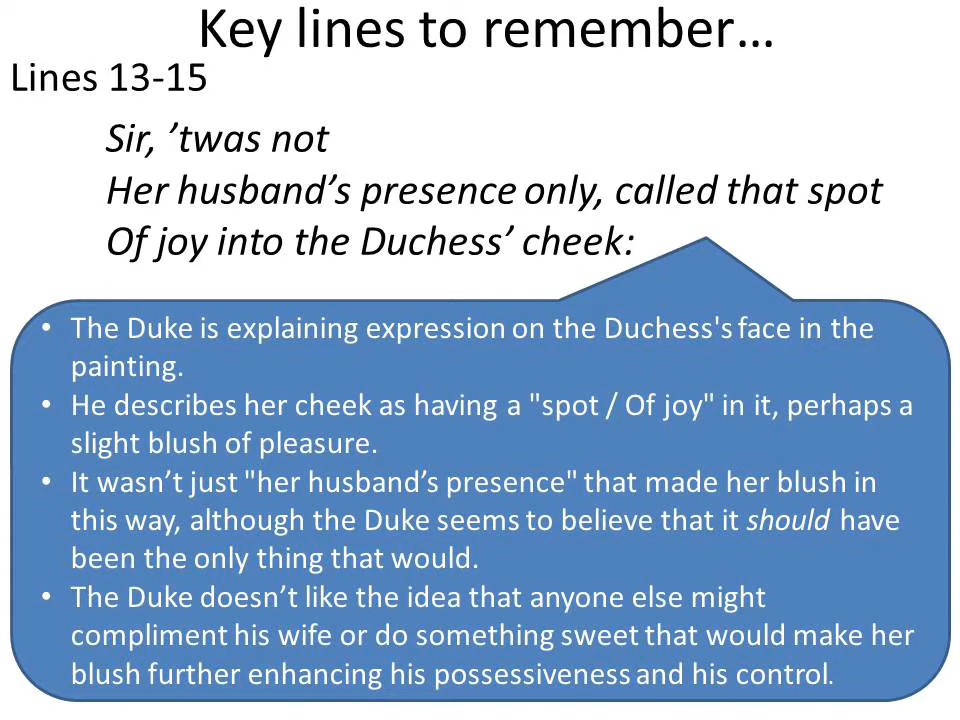 Key lines to remember…
Lines 13-15
Sir, ’twas not
Her husband’s presence only, called that spot
Of joy into the Duchess’ cheek:
• The Duke is explaining expression on the Duchess's face in the
painting.
• He describes her cheek as having a "spot / Of joy" in it, perhaps a
slight blush of pleasure.
• It wasn’t just "her husband’s presence" that made her blush in
this way, although the Duke seems to believe that it should have
been the only thing that would.
• The Duke doesn’t like the idea that anyone else might
compliment his wife or do something sweet that would make her
blush further enhancing his possessiveness and his control.